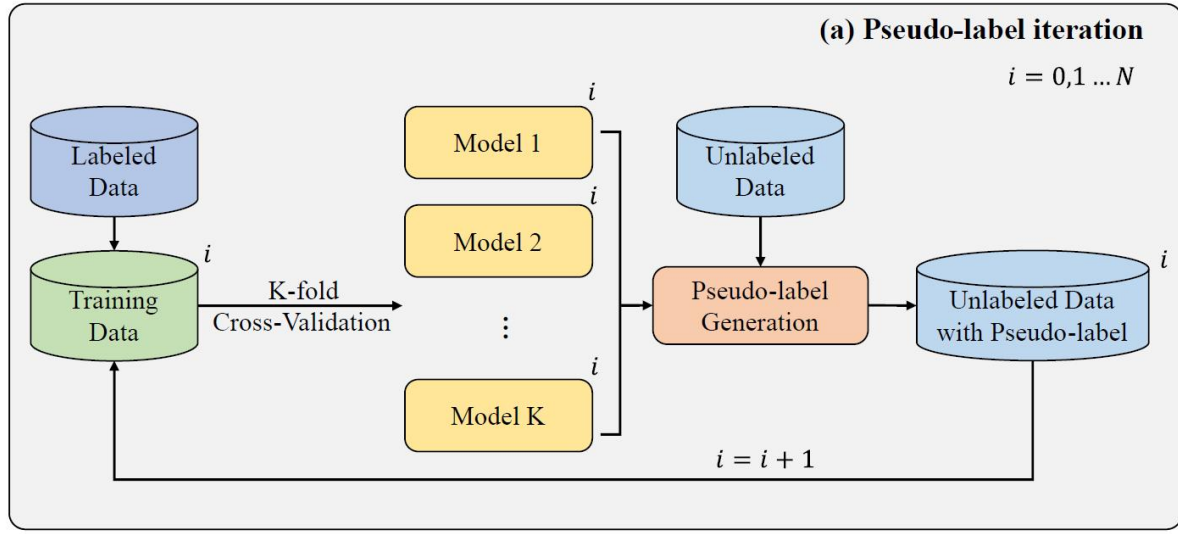 (a) Pseudo-label iteration
i = 0,1 … N
Labeled
Data
i
Training
Data
K-fold
Cross-Validation
i
Model 1
i
Model 2
⋮
i
Model K
Unlabeled
Data
Pseudo-label
Generation
i
Unlabeled Data
with Pseudo-label
i = i + 1